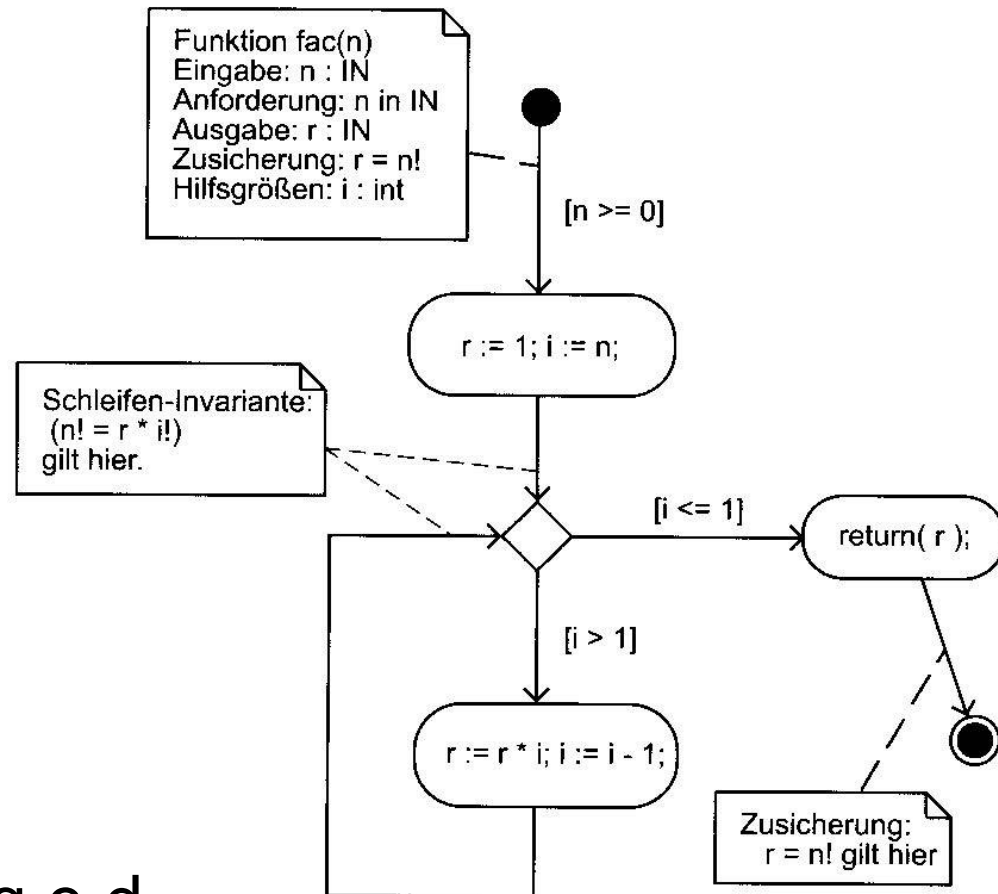 Funktion fac(n)
Eingabe: n : IN
Anforderung: n in IN
Ausgabe: r : IN
Zusicherung: r = n!
Hilfsgrößen: i : int
[n >= 0]
r := 1; i := n;
Schleifen-Invariante:
(n! = r * i!)
gilt hier.
[i <= 1]
return( r );
[i > 1]
r := r * i; i := i - 1;
Zusicherung:
r = n! gilt hier